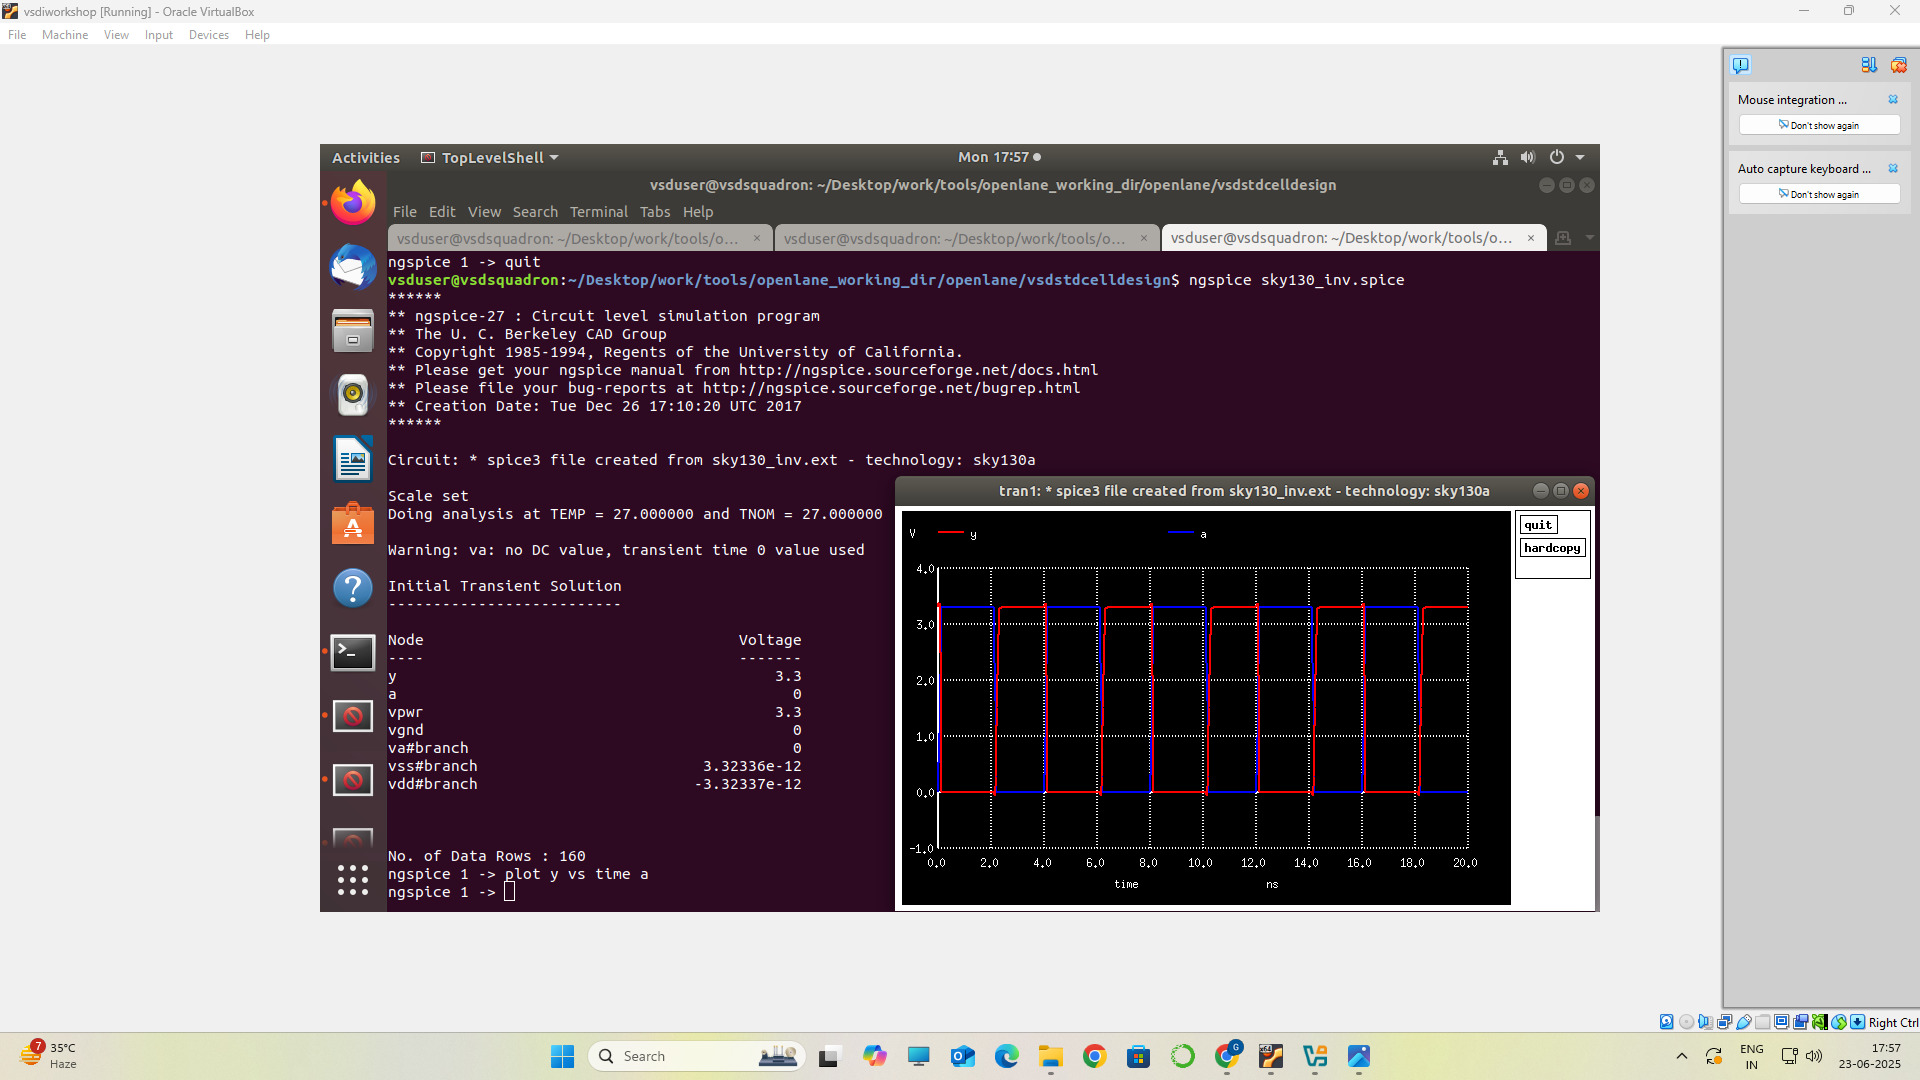 vsdiworkshop [Running] - Oracle VirtualBox
File Machine View Input Devices Help
Mouse integration ...
Don't show again
Auto capture keyboard ...
Don't show again
Activities TopLevelShell Mon 17:57
vsduser@vsdsquadron: ~/Desktop/work/tools/openlane_working_dir/openlane/vsdstdcelldesign
File Edit View Search Terminal Tabs Help
vsduser@vsdsquadron: ~/Desktop/work/tools/o... × vsduser@vsdsquadron: ~/Desktop/work/tools/o... × vsduser@vsdsquadron: ~/Desktop/work/tools/o... ×
ngspice 1 -> quit
vsduser@vsdsquadron:~/Desktop/work/tools/openlane_working_dir/openlane/vsdstdcelldesign$ ngspice sky130_inv.spice
******
** ngspice-27 : Circuit level simulation program
** The U. C. Berkeley CAD Group
** Copyright 1985-1994, Regents of the University of California.
** Please get your ngspice manual from http://ngspice.sourceforge.net/docs.html
** Please file your bug-reports at http://ngspice.sourceforge.net/bugrep.html
** Creation Date: Tue Dec 26 17:10:20 UTC 2017
******
Circuit: * spice3 file created from sky130_inv.ext - technology: sky130a
Scale set
Doing analysis at TEMP = 27.000000 and TNOM = 27.000000
Warning: va: no DC value, transient time 0 value used
Initial Transient Solution
--------------------------
Node Voltage
---- -------
y 3.3
a 0
vpwr 3.3
vgnd 0
va#branch 0
vss#branch 3.32336e-12
vdd#branch -3.32337e-12
No. of Data Rows : 160
ngspice 1 -> plot y vs time a
ngspice 1 ->
tran1: * spice3 file created from sky130_inv.ext - technology: sky130a
quit
hardcopy
V y a
4.0
3.0
2.0
1.0
0.0
-1.0
0.0 2.0 4.0 6.0 8.0 10.0 12.0 14.0 16.0 18.0 20.0
time ns
Right Ctrl
7
35°C
Haze
Search
G
x64
ENG
IN
17:57
23-06-2025